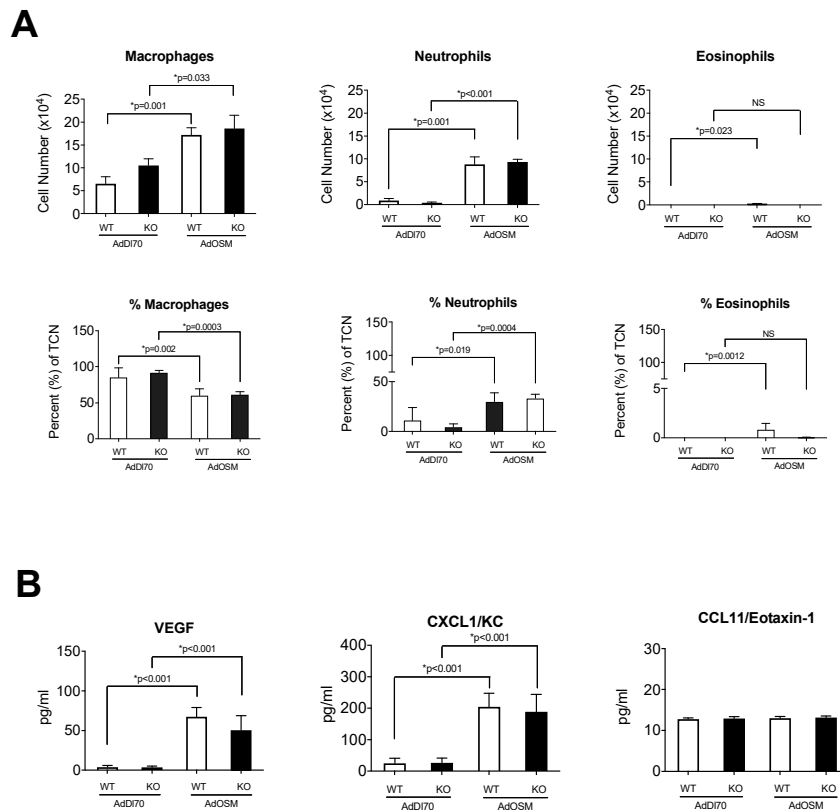 A
Macrophages
*p=0.033
*p=0.001
Cell Number (x10⁴)
25
20
15
10
5
0
WT KO WT KO
AdDl70 AdOSM
Neutrophils
*p<0.001
*p=0.001
Cell Number (x10⁴)
25
20
15
10
5
0
WT KO WT KO
AdDl70 AdOSM
Eosinophils
NS
*p=0.023
Cell Number (x10⁴)
25
20
15
10
5
0
WT KO WT KO
AdDl70 AdOSM
% Macrophages
*p=0.0003
*p=0.002
Percent (%) of TCN
150
100
50
0
WT KO WT KO
AdDl70 AdOSM
% Neutrophils
*p=0.0004
*p=0.019
Percent (%) of TCN
150
100
50
25
0
WT KO WT KO
AdDl70 AdOSM
% Eosinophils
NS
*p=0.0012
Percent (%) of TCN
150
100
50
5
0
WT KO WT KO
AdDl70 AdOSM
B
VEGF
*p<0.001
*p<0.001
pg/ml
150
100
50
0
WT KO WT KO
AdDl70 AdOSM
CXCL1/KC
*p<0.001
*p<0.001
pg/ml
400
300
200
100
0
WT KO WT KO
AdDl70 AdOSM
CCL11/Eotaxin-1
pg/ml
30
20
10
0
WT KO WT KO
AdDl70 AdOSM